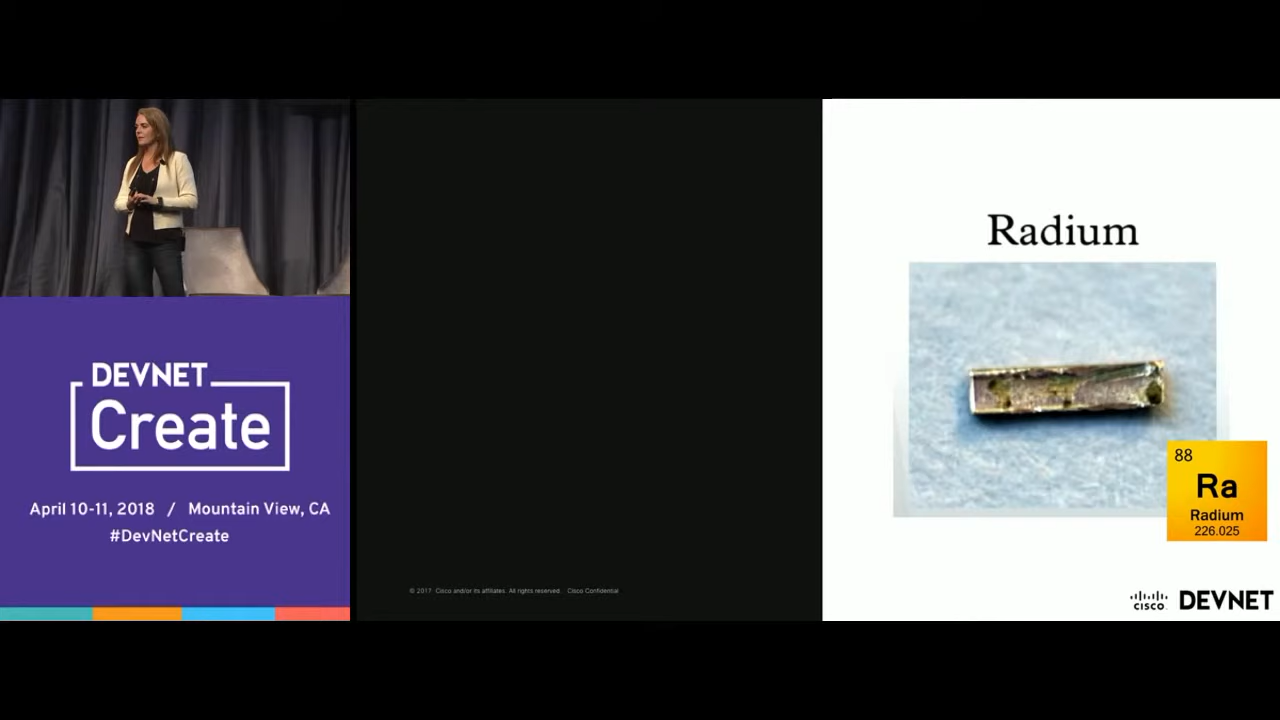 DEVNET
Create
April 10-11, 2018 / Mountain View, CA
#DevNetCreate
© 2017 Cisco and/or its affiliates. All rights reserved. Cisco Confidential
Radium
88
Ra
Radium
226.025
CISCO
DEVNET